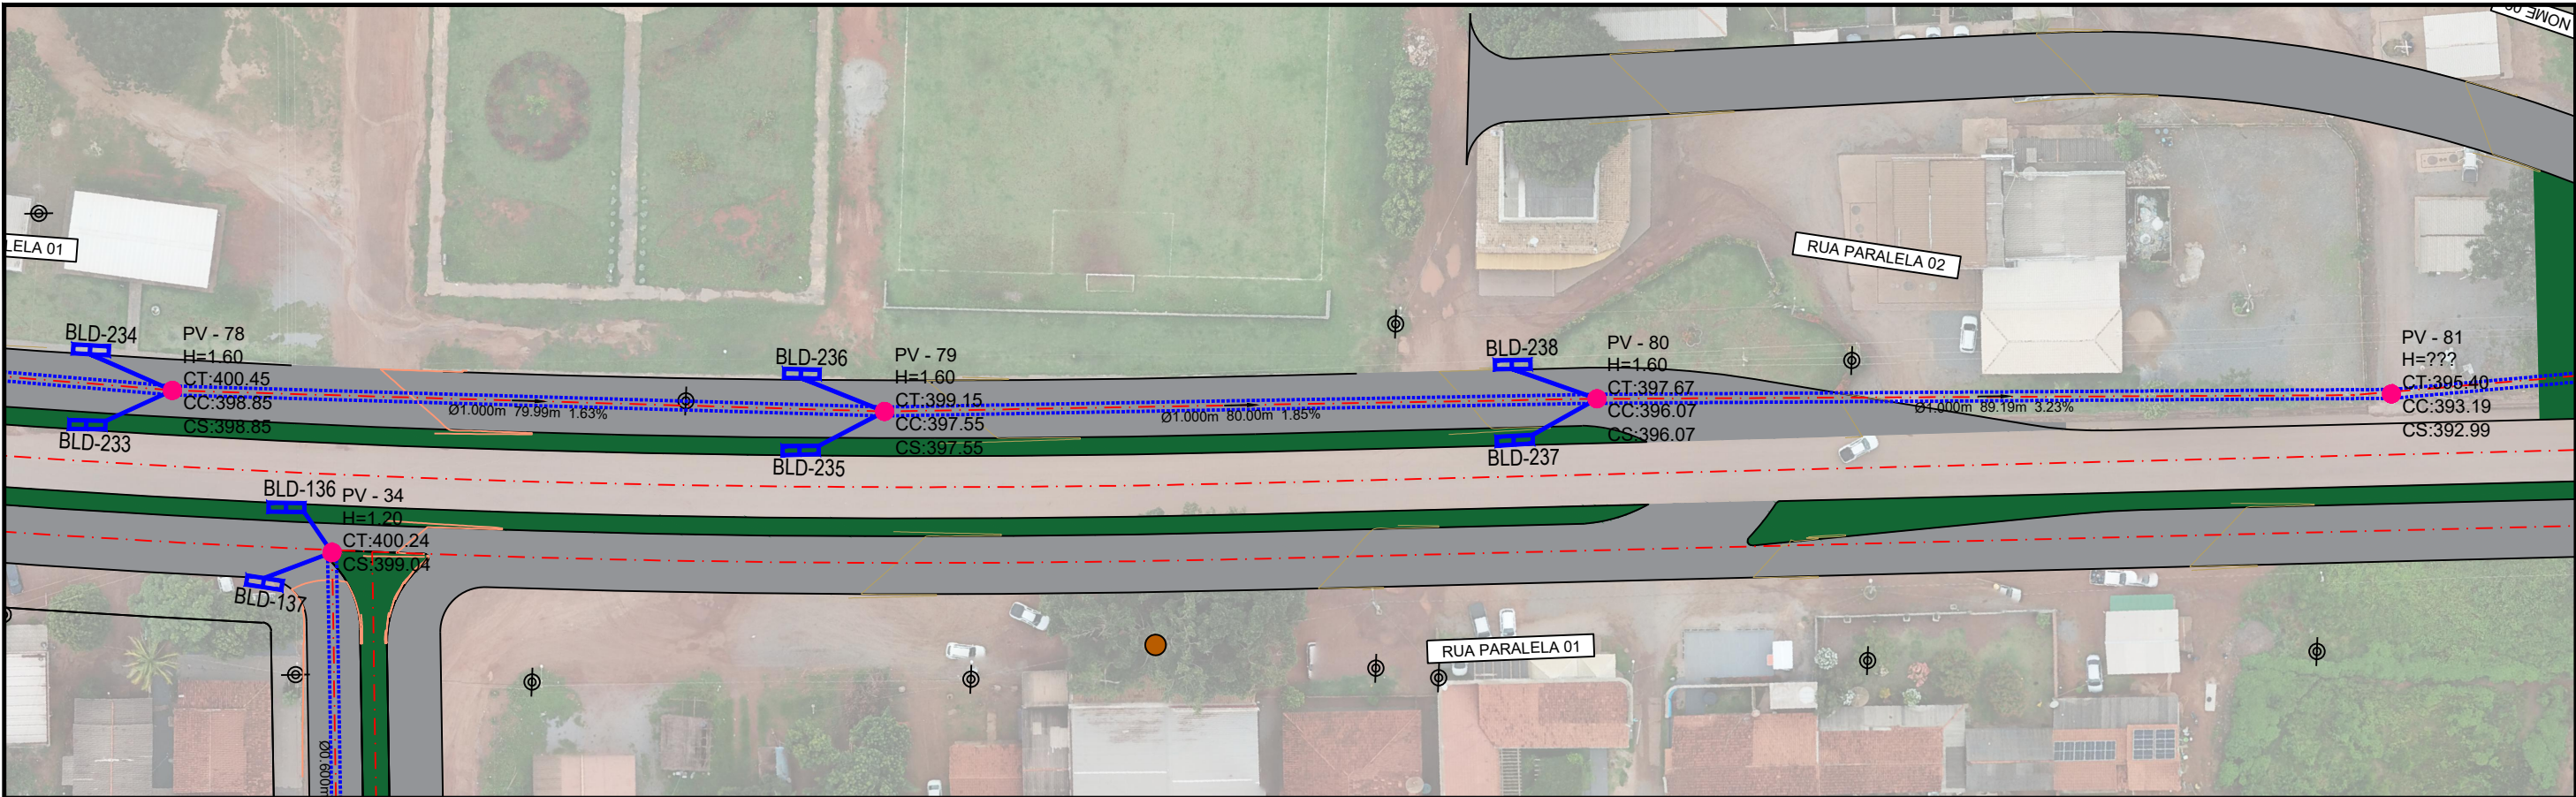 NOME 06
LELA 01
RUA PARALELA 02
BLD-234
PV - 78
H=1.60
CT:400.45
CC:398.85
CS:398.85
BLD-233
Ø1.000m 79.99m 1.63%
BLD-236
PV - 79
H=1.60
CT:399.15
CC:397.55
CS:397.55
BLD-235
Ø1.000m 80.00m 1.85%
BLD-238
PV - 80
H=1.60
CT:397.67
CC:396.07
CS:396.07
BLD-237
Ø1.000m 89.19m 3.23%
PV - 81
H=???
CT:395.40
CC:393.19
CS:392.99
BLD-136
PV - 34
H=1.20
CT:400.24
CS:399.04
BLD-137
RUA PARALELA 01
Ø0.600m